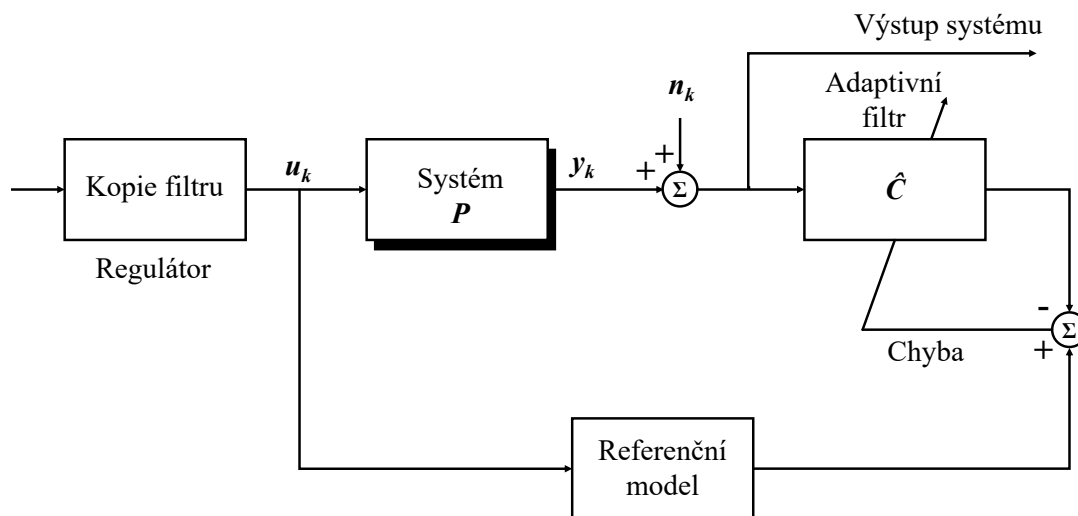 Výstup systému
n_k
Adaptivní
filtr
Kopie filtru
u_k
Systém
P
y_k
+
+
Σ
Ĉ
Regulátor
-
Σ
+
Chyba
Referenční
model